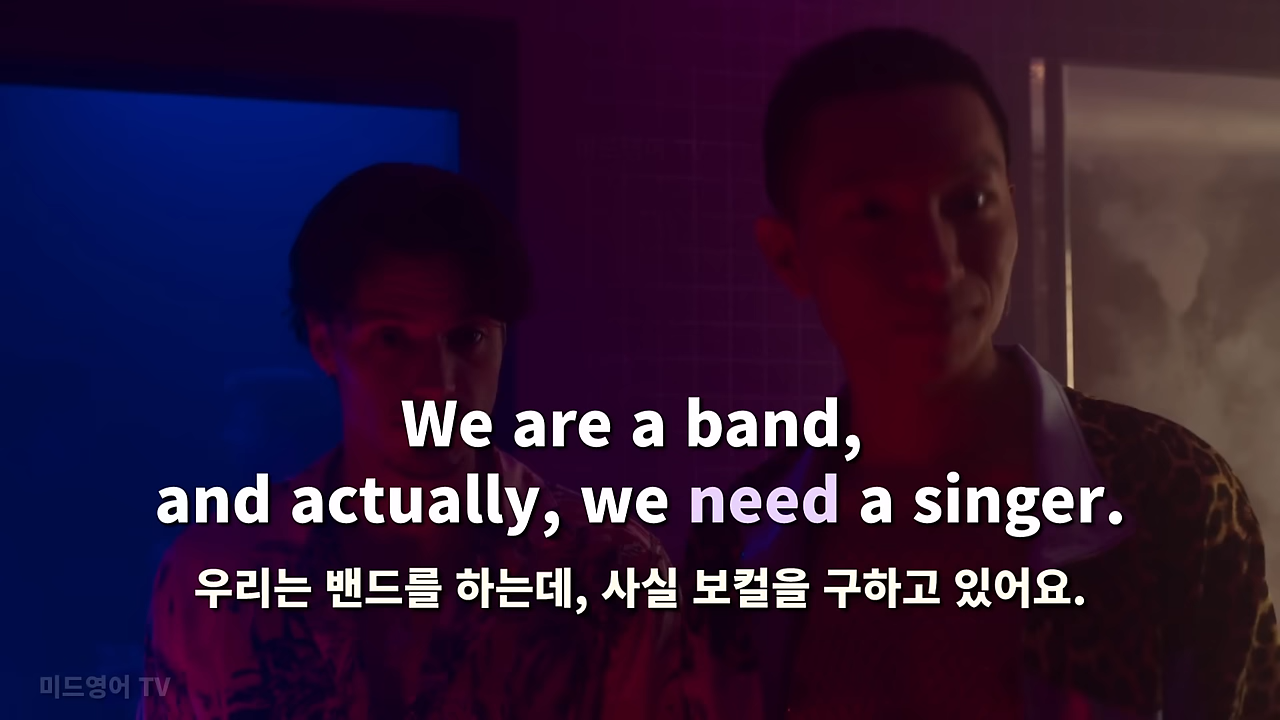 We are a band,
and actually, we need a singer.
우리는 밴드를 하는데, 사실 보컬을 구하고 있어요.
미드영어 TV